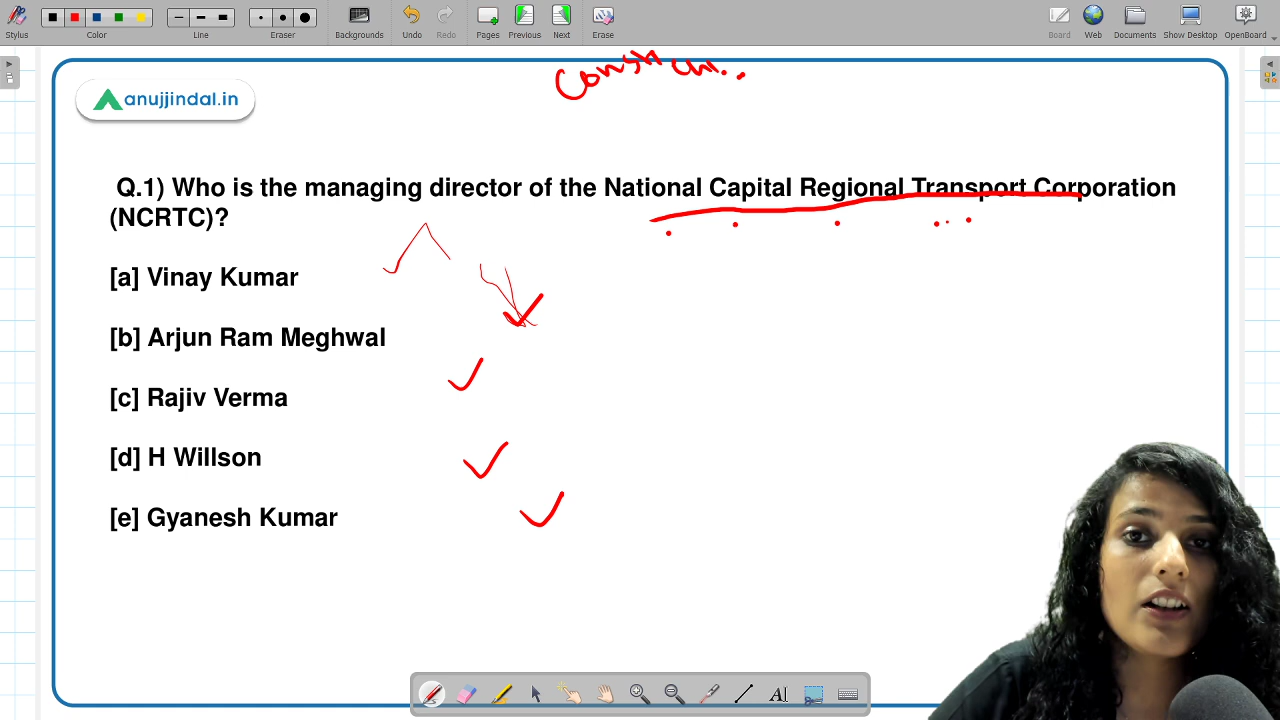 Color
Line
Eraser
Stylus
Backgrounds
Undo
Redo
Pages
Previous
Next
Erase
Board
Web
Documents
Show Desktop
OpenBoard
anujjindal.in
Q.1) Who is the managing director of the National Capital Regional Transport Corporation
(NCRTC)?
[a] Vinay Kumar
[b] Arjun Ram Meghwal
[c] Rajiv Verma
[d] H Willson
[e] Gyanesh Kumar
AI